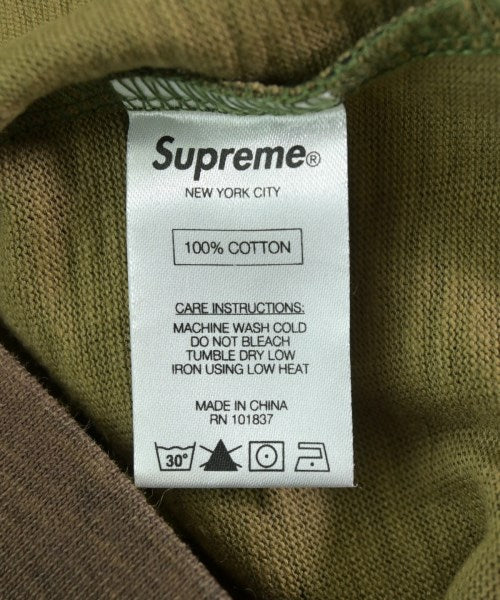 Supreme®
NEW YORK CITY
100% COTTON
CARE INSTRUCTIONS:
MACHINE WASH COLD
DO NOT BLEACH
TUMBLE DRY LOW
IRON USING LOW HEAT
MADE IN CHINA
RN 101837
30°